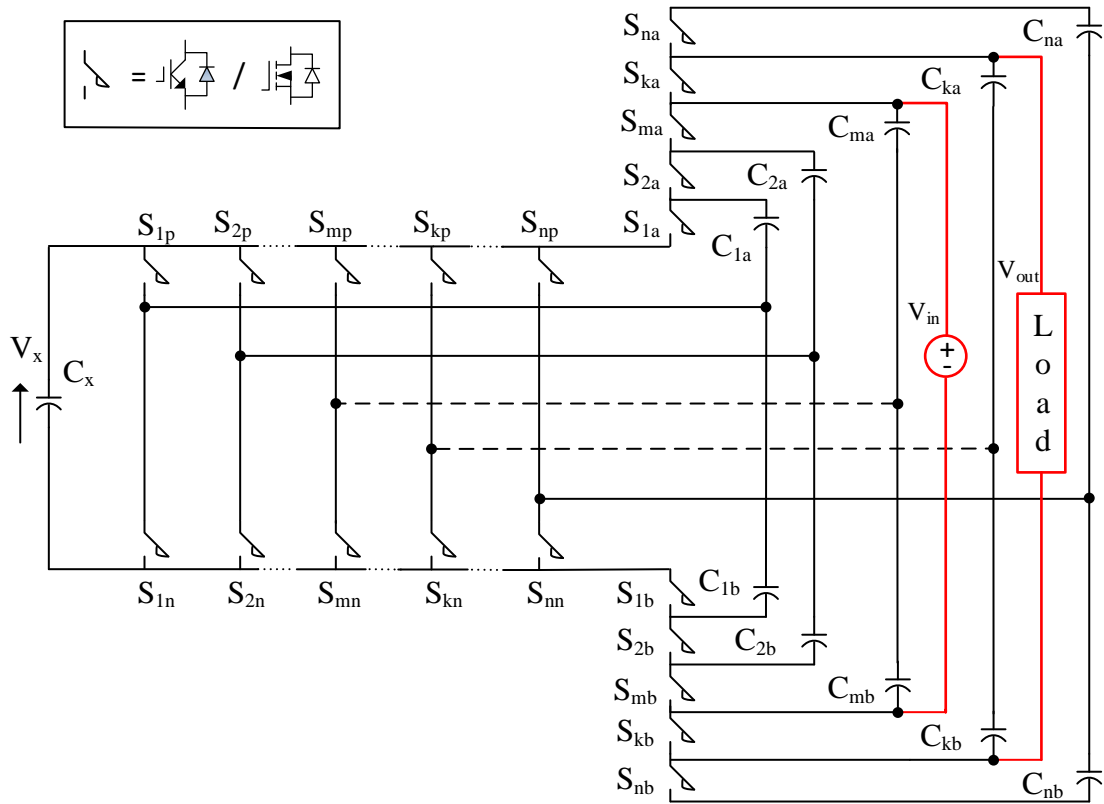 = /
S_na
C_na
S_ka
C_ka
S_ma
C_ma
S_2a
C_2a
S_1a
C_1a
S_1p S_2p S_mp S_kp S_np
V_x
C_x
V_in
+
-
V_out
L
o
a
d
S_1n S_2n S_mn S_kn S_nn
S_1b
C_1b
S_2b
C_2b
S_mb
C_mb
S_kb
C_kb
S_nb
C_nb